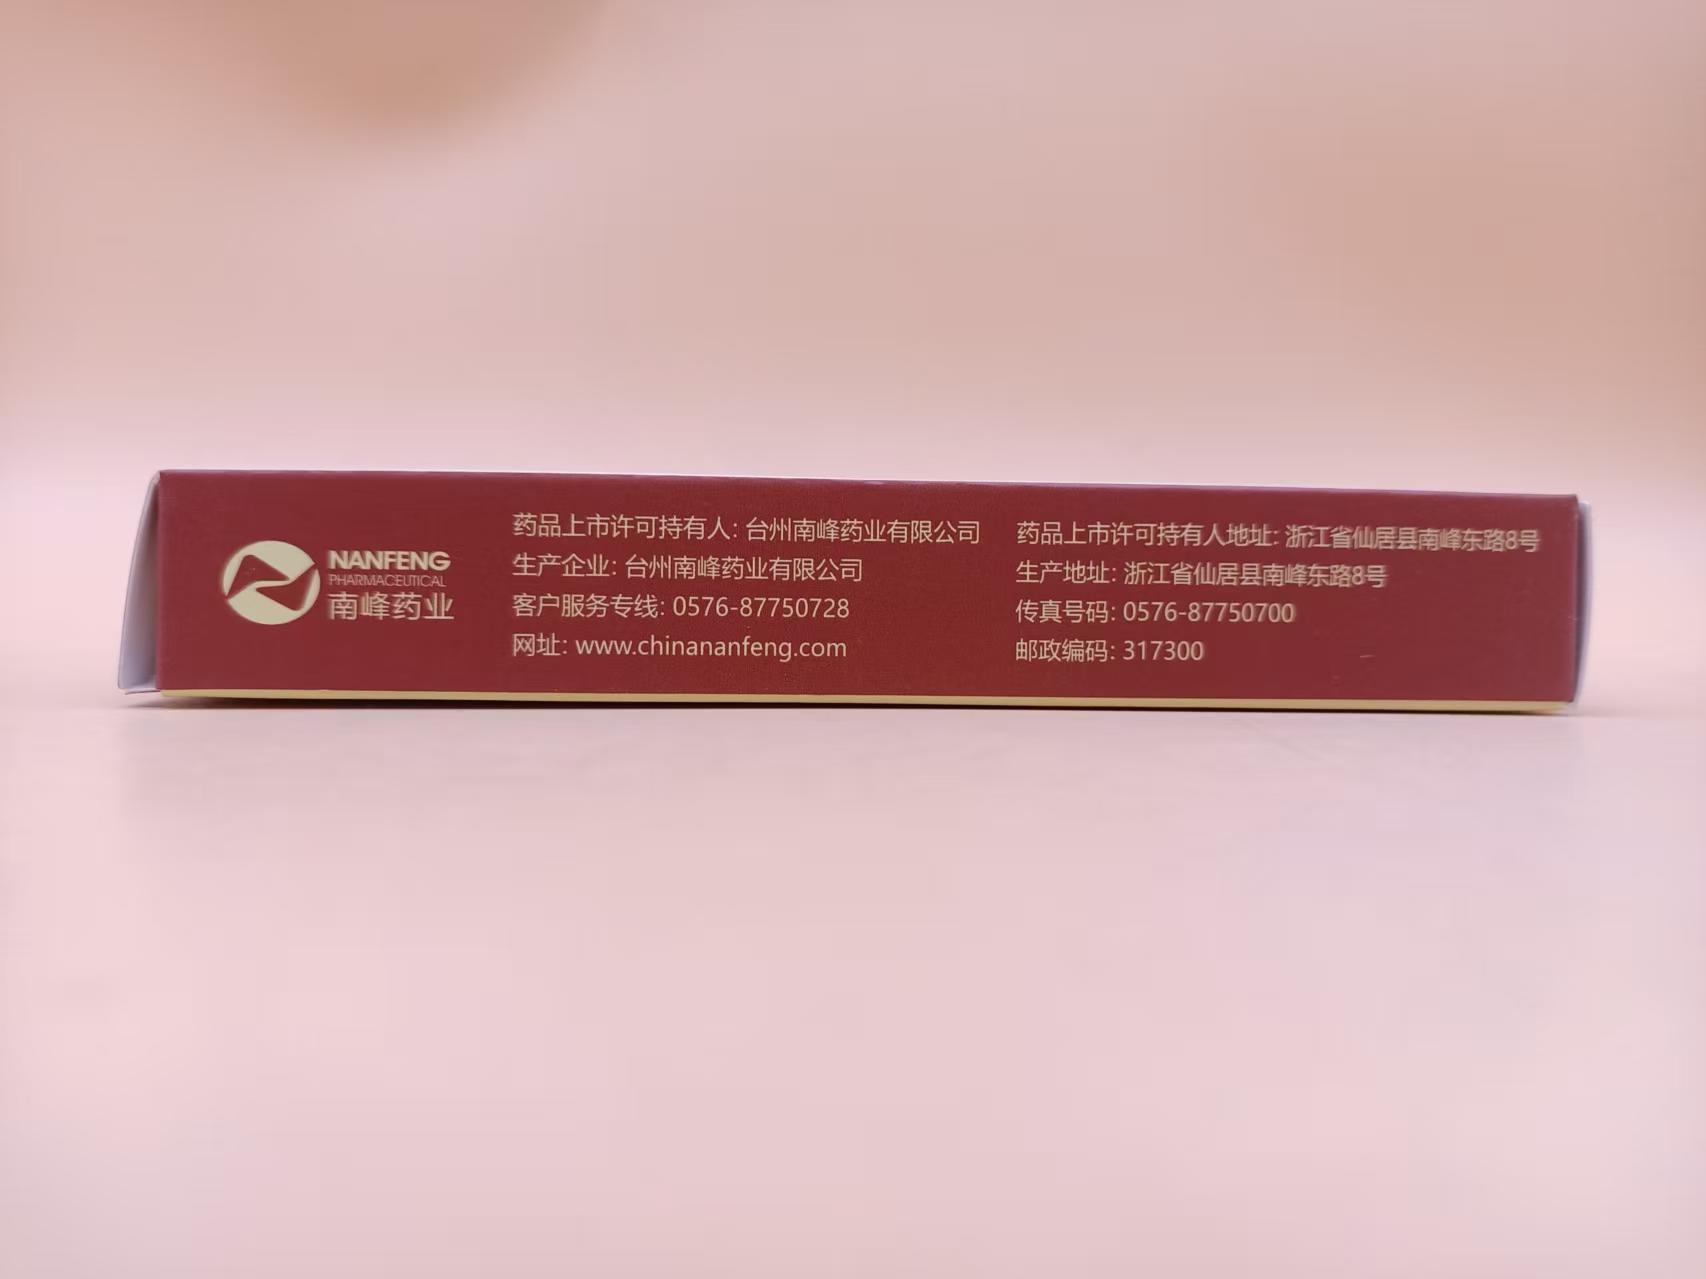 NANFENG
PHARMACEUTICAL
南峰药业
药品上市许可持有人: 台州南峰药业有限公司
生产企业: 台州南峰药业有限公司
客户服务专线: 0576-87750728
网址: www.chinananfeng.com
药品上市许可持有人地址: 浙江省仙居县南峰东路8号
生产地址: 浙江省仙居县南峰东路8号
传真号码: 0576-87750700
邮政编码: 317300